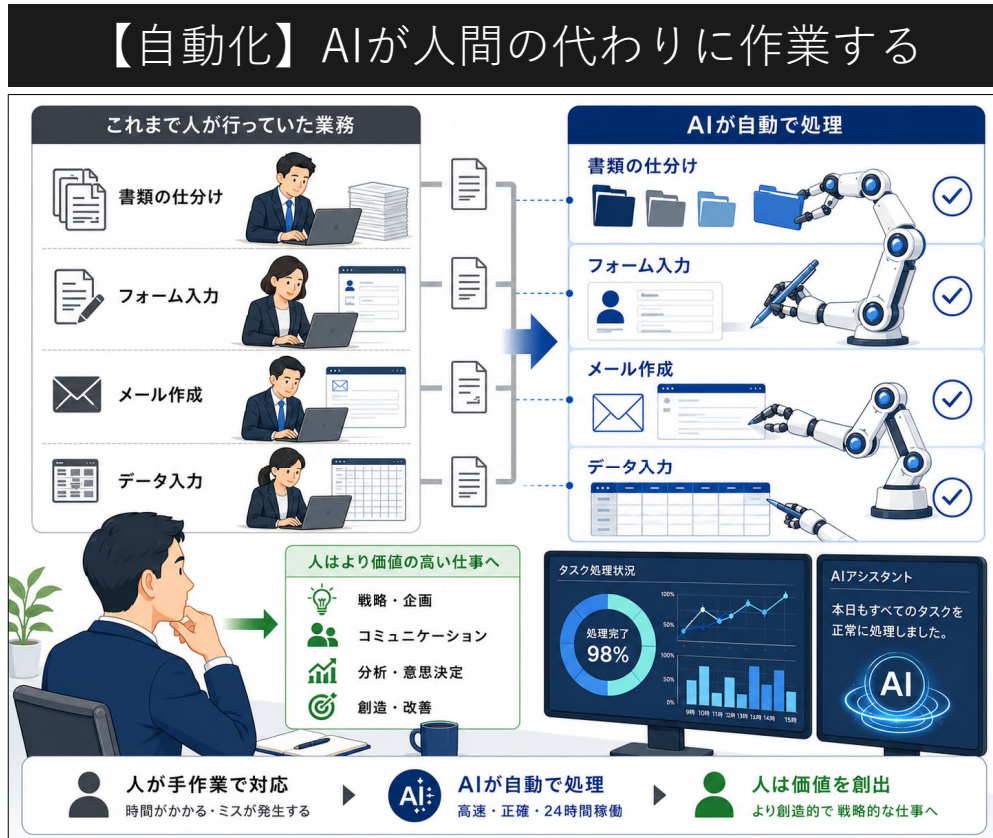 【自動化】AIが人間の代わりに作業する
これまで人が行っていた業務
書類の仕分け
フォーム入力
メール作成
データ入力
AIが自動で処理
書類の仕分け
フォーム入力
メール作成
データ入力
人はより価値の高い仕事へ
戦略・企画
コミュニケーション
分析・意思決定
創造・改善
タスク処理状況
処理完了
98%
100%
50%
100%
50%
0%
9時 10時 11時 12時 13時 14時 14時 15時
AIアシスタント
本日もすべてのタスクを
正常に処理しました。
AI
人が手作業で対応
時間がかかる・ミスが発生する
AI
AIが自動で処理
高速・正確・24時間稼働
人は価値を創出
より創造的で 戦略的な仕事へ